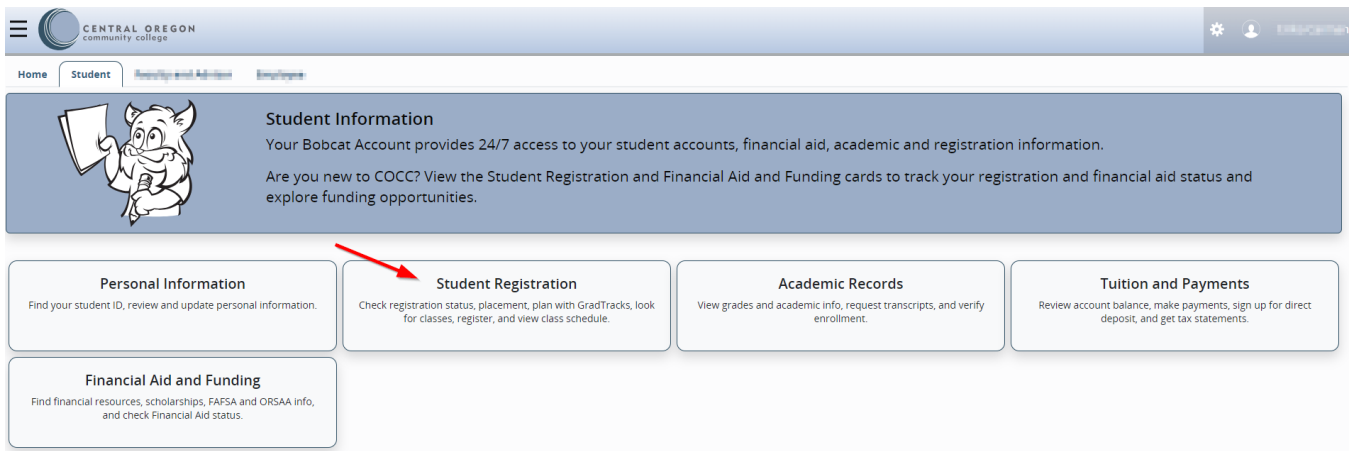 CENTRAL OREGON
community college
Home
Student
Student Information
Your Bobcat Account provides 24/7 access to your student accounts, financial aid, academic and registration information.
Are you new to COCC? View the Student Registration and Financial Aid and Funding cards to track your registration and financial aid status and
explore funding opportunities.
Personal Information
Find your student ID, review and update personal information.
Student Registration
Check registration status, placement, plan with GradTracks, look
for classes, register, and view class schedule.
Academic Records
View grades and academic info, request transcripts, and verify
enrollment.
Tuition and Payments
Review account balance, make payments, sign up for direct
deposit, and get tax statements.
Financial Aid and Funding
Find financial resources, scholarships, FAFSA and ORSAA info,
and check Financial Aid status.